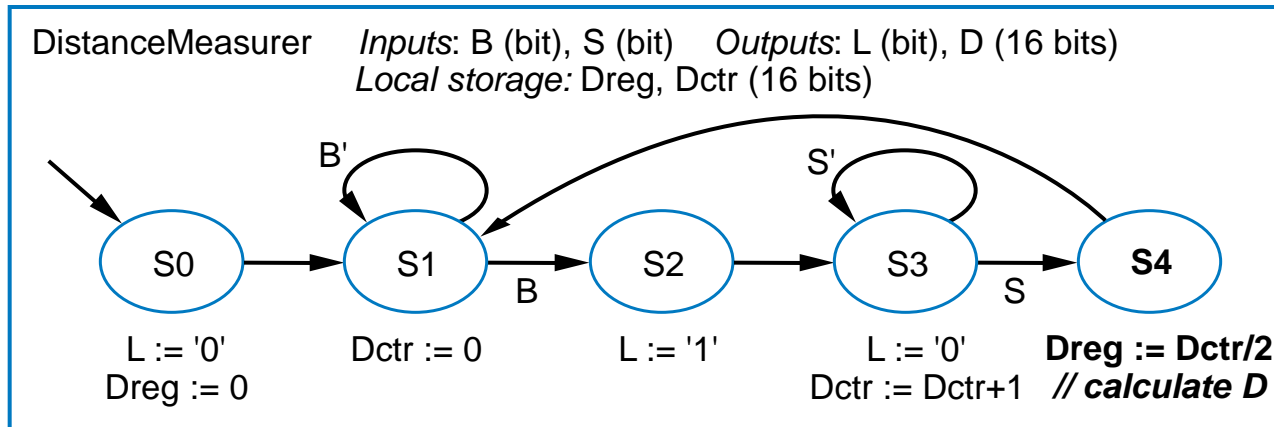 DistanceMeasurer Inputs: B (bit), S (bit) Outputs: L (bit), D (16 bits)
Local storage: Dreg, Dctr (16 bits)
B'
S'
S0
S1
S2
S3
S4
B
S
L := '0'
Dreg := 0
Dctr := 0
L := '1'
L := '0'
Dctr := Dctr+1
Dreg := Dctr/2
// calculate D